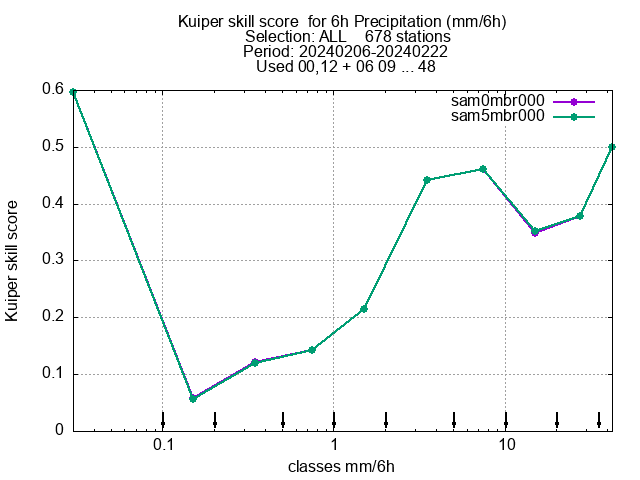 Kuiper skill score  for 6h Precipitation (mm/6h)
Selection: ALL    678 stations
Period: 20240206-20240222
Used 00,12 + 06 09 ... 48
sam0mbr000
sam5mbr000
0.6
0.5
0.4
0.3
0.2
0.1
0
Kuiper skill score
0.1 1 10
classes mm/6h